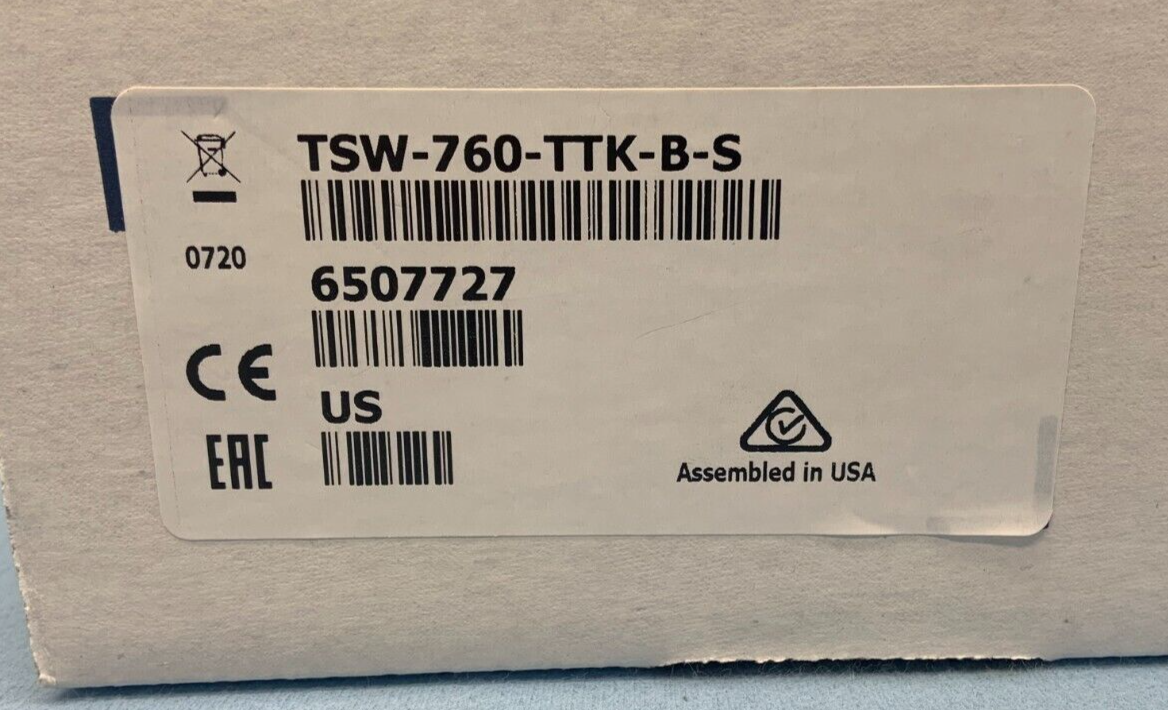 TSW-760-TTK-B-S
0720
6507727
CE
US
EAC
Assembled in USA